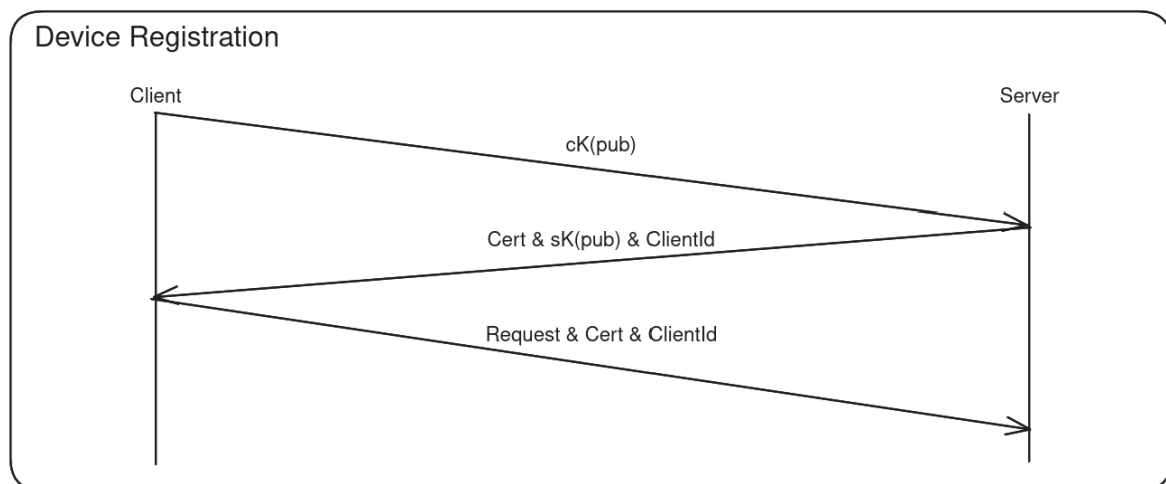 Device Registration
Client
Server
cK(pub)
Cert & sK(pub) & ClientId
Request & Cert & ClientId